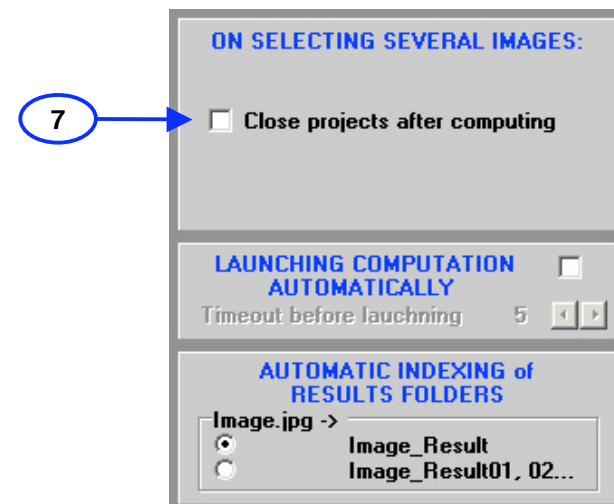 ON SELECTING SEVERAL IMAGES:
7
Close projects after computing
LAUNCHING COMPUTATION
AUTOMATICALLY
Timeout before lauchning 5
AUTOMATIC INDEXING of
RESULTS FOLDERS
Image.jpg ->
Image_Result
Image_Result01, 02...